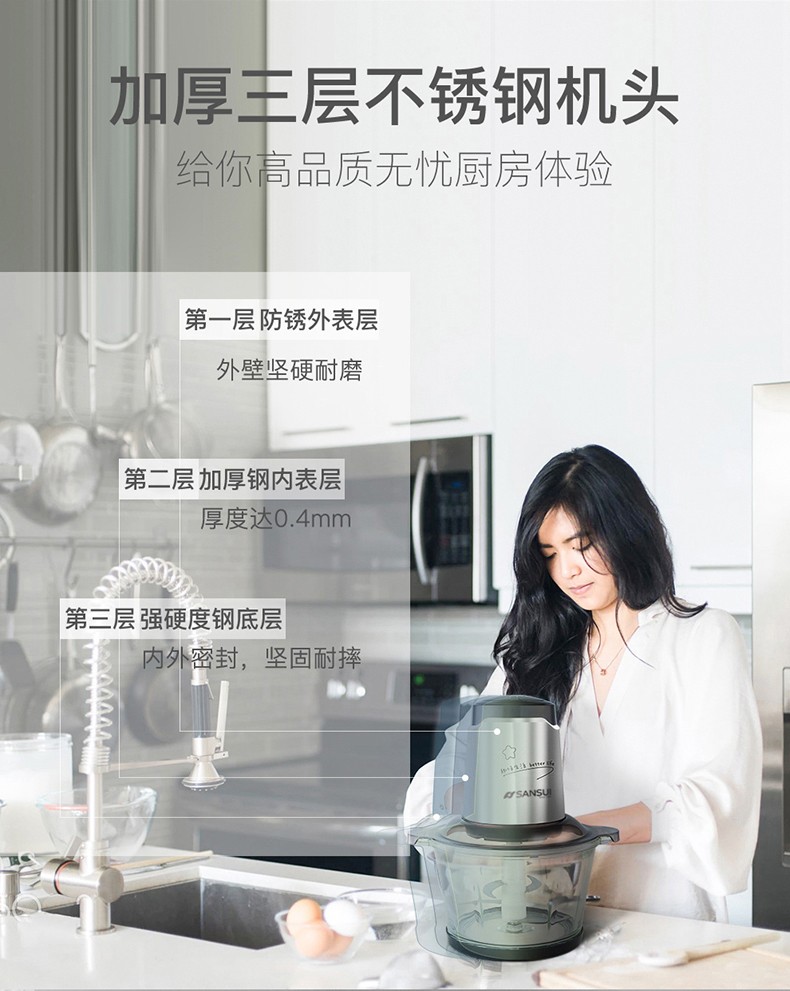 加厚三层不锈钢机头
给你高品质无忧厨房体验
第一层 防锈外表层
外壁坚硬耐磨
第二层 加厚钢内表层
厚度达0.4mm
第三层 强硬度钢底层
内外密封，坚固耐摔
better life
SANSUI